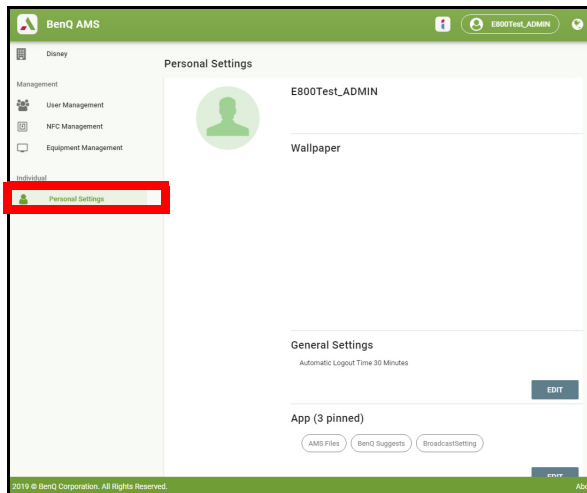 BenQ AMS
E800Test_ADMIN
Disney
Personal Settings
Management
User Management
NFC Management
Equipment Management
Individual
Personal Settings
E800Test_ADMIN
Wallpaper
General Settings
Automatic Logout Time 30 Minutes
EDIT
App (3 pinned)
AMS Files BenQ Suggests BroadcastSetting
EDIT
2019 © BenQ Corporation. All Rights Reserved.